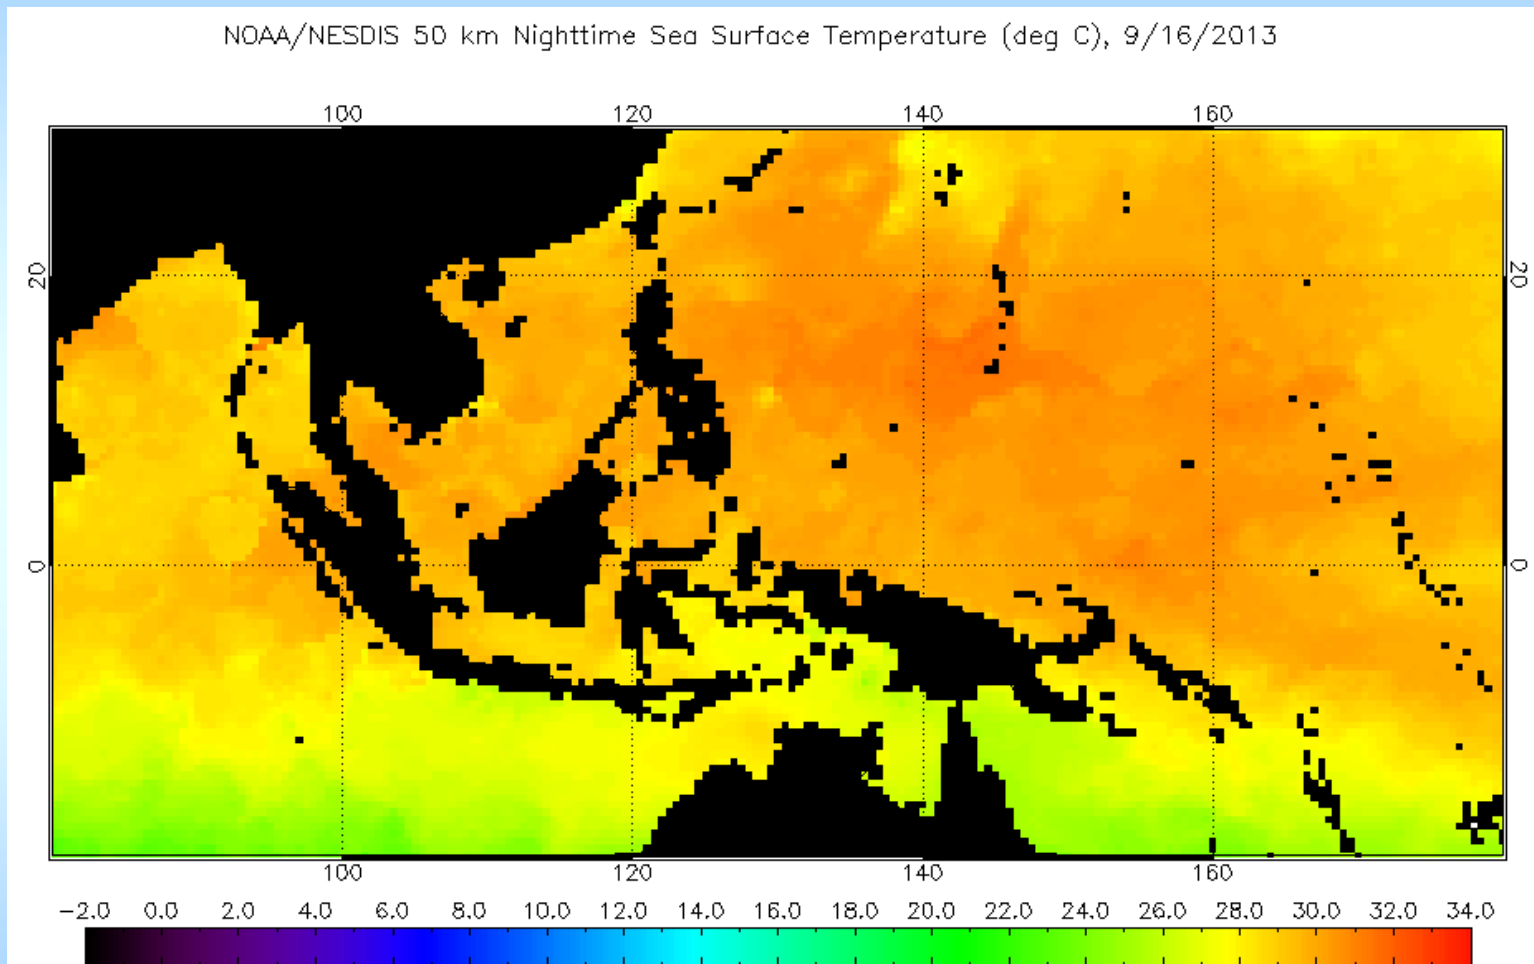 NOAA/NESDIS 50 km Nighttime Sea Surface Temperature (deg C), 9/16/2013
100 120 140 160
20 20
0 0
100 120 140 160
-2.0 0.0 2.0 4.0 6.0 8.0 10.0 12.0 14.0 16.0 18.0 20.0 22.0 24.0 26.0 28.0 30.0 32.0 34.0